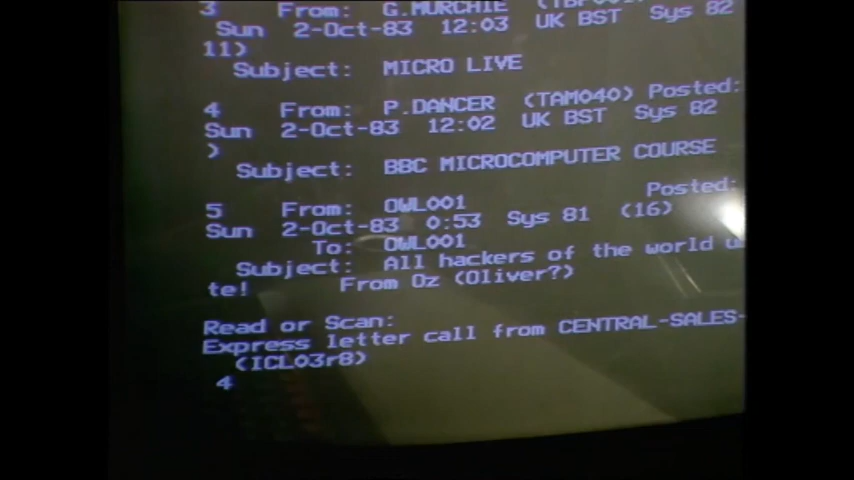 3 From: G.MURCHIE
Sun 2-Oct-83 12:03 UK BST Sys 82
11)
Subject: MICRO LIVE
4 From: P.DANCER (TAM040) Posted:
Sun 2-Oct-83 12:02 UK BST Sys 82
)
Subject: BBC MICROCOMPUTER COURSE
5 From: OWL001 Posted:
Sun 2-Oct-83 0:53 Sys 81 (16)
To: OWL001
Subject: All hackers of the world u
te! From Oz (Oliver?)
Read or Scan:
Express letter call from CENTRAL-SALES-
(ICL03r8)
4